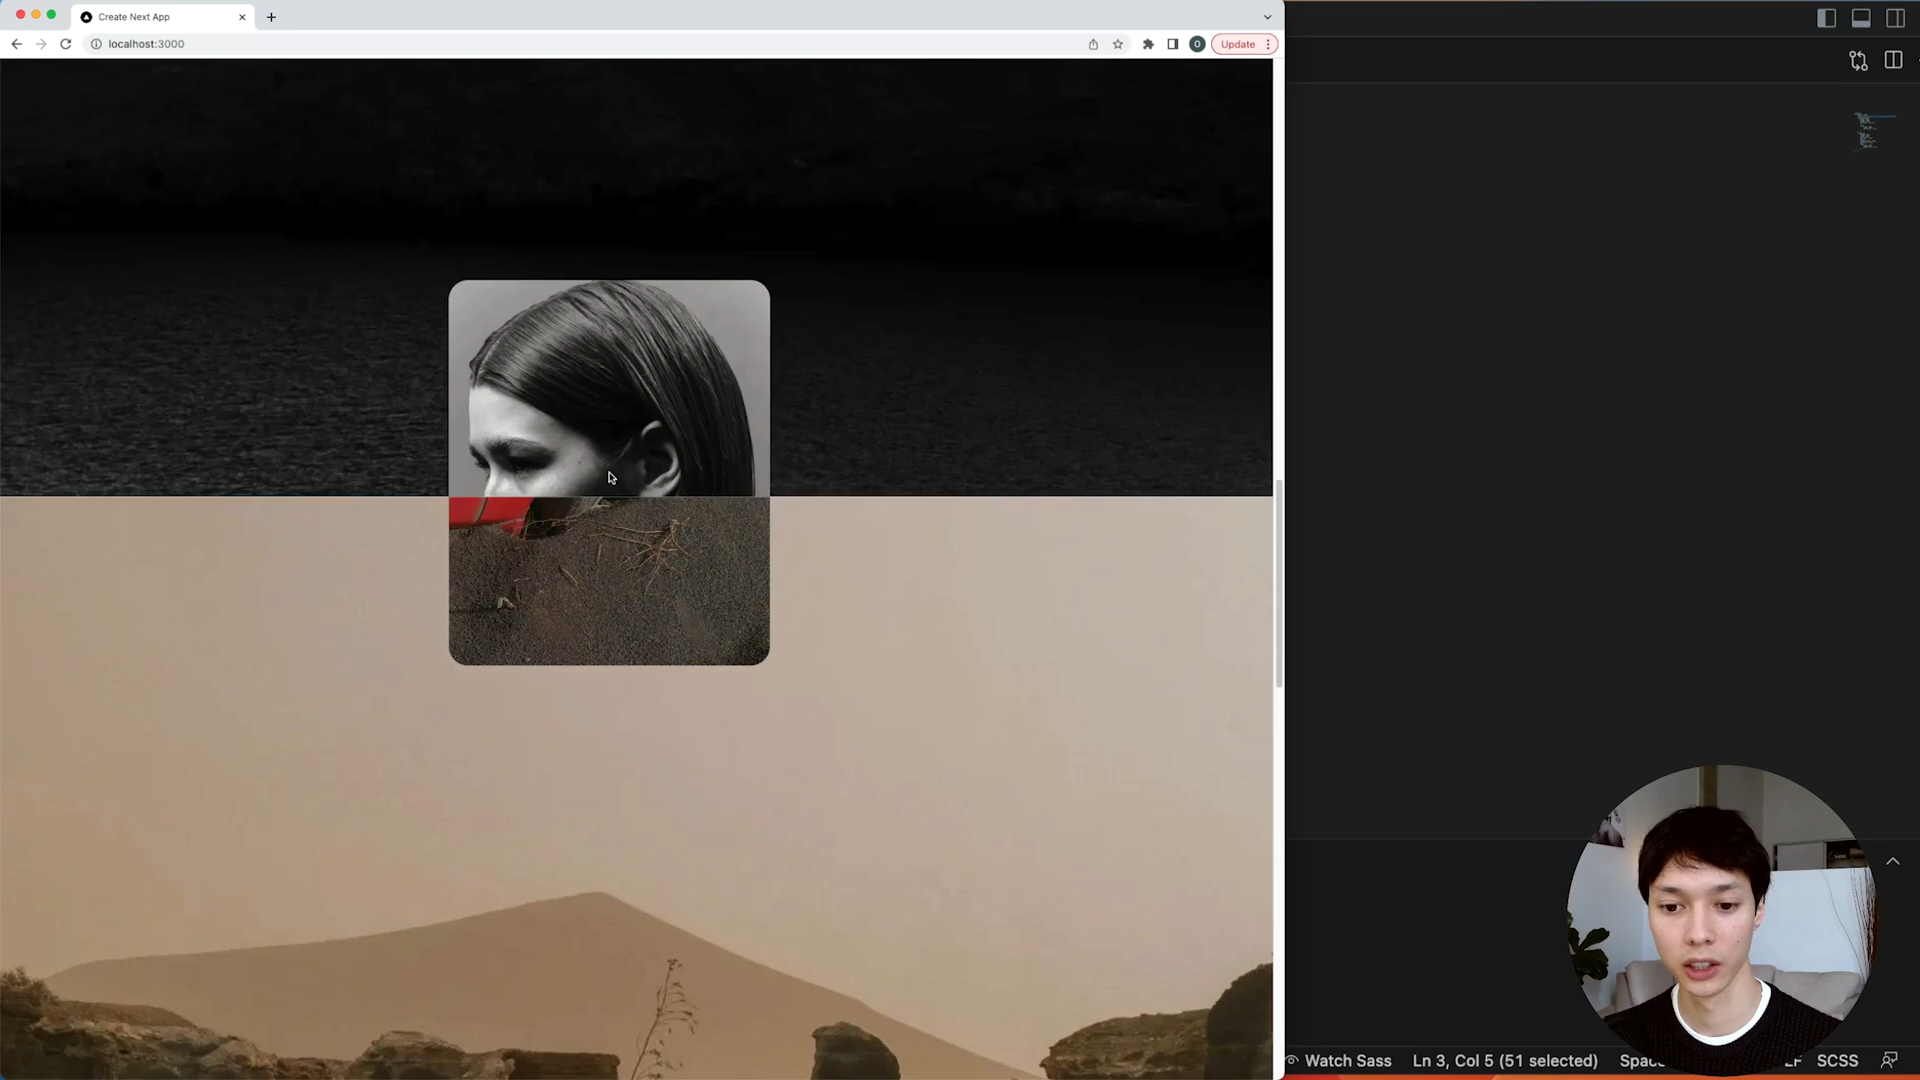 Create Next App
localhost:3000
O
Update
Watch Sass
Ln 3, Col 5 (51 selected)
SCSS